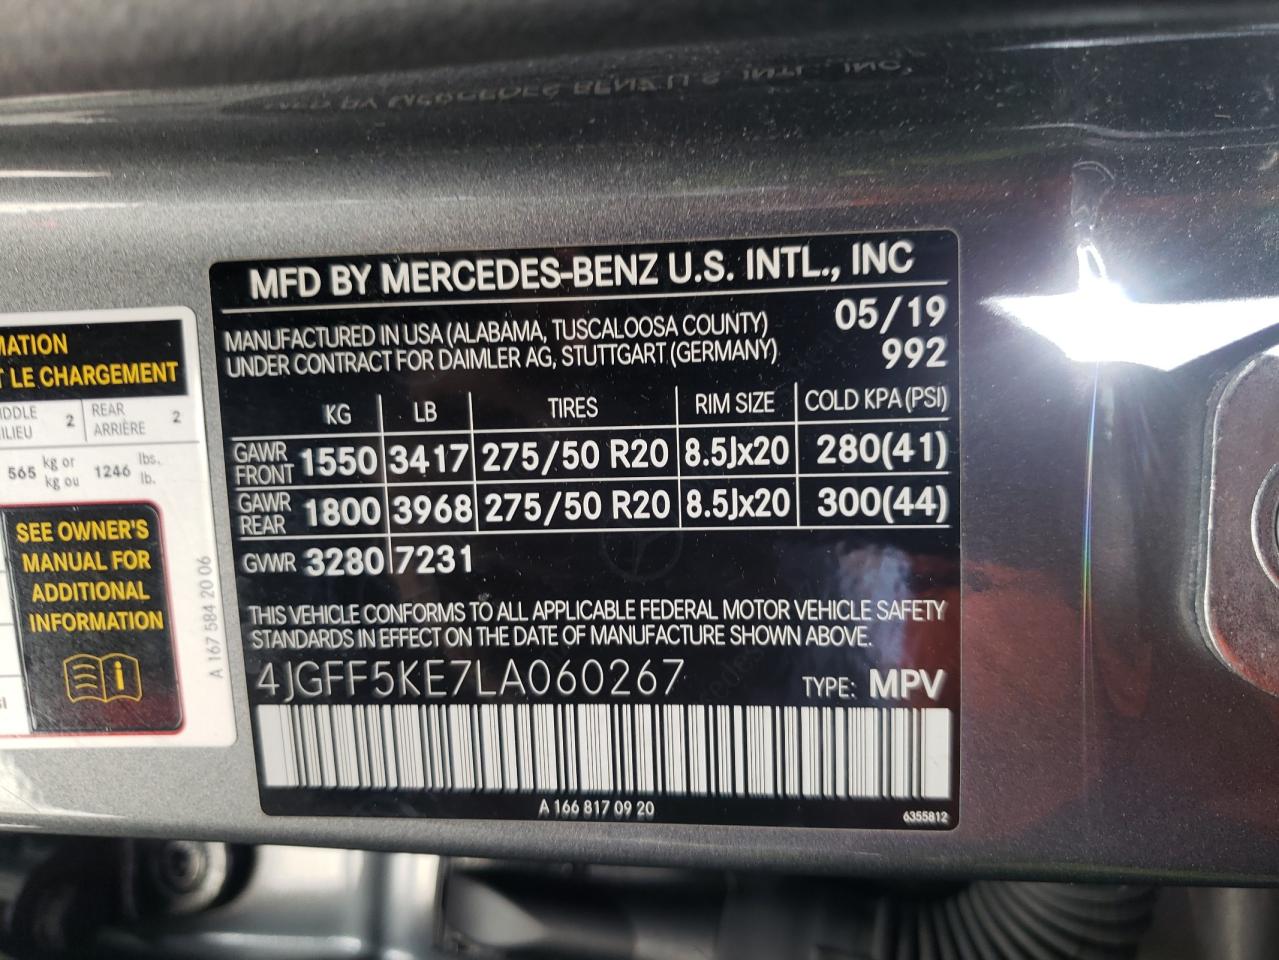 MFD BY MERCEDES-BENZ U.S. INTL., INC
MANUFACTURED IN USA (ALABAMA, TUSCALOOSA COUNTY) 05/19
UNDER CONTRACT FOR DAIMLER AG, STUTTGART (GERMANY) 992
KG LB TIRES RIM SIZE COLD KPA (PSI)
GAWR FRONT 1550 3417 275/50 R20 8.5Jx20 280(41)
GAWR REAR 1800 3968 275/50 R20 8.5Jx20 300(44)
GVWR 3280 7231
THIS VEHICLE CONFORMS TO ALL APPLICABLE FEDERAL MOTOR VEHICLE SAFETY
STANDARDS IN EFFECT ON THE DATE OF MANUFACTURE SHOWN ABOVE.
4JGFF5KE7LA060267 TYPE: MPV
A 166 817 09 20
6355812
LE CHARGEMENT
2 REAR 2
ARRIÈRE
565 kg or 1246 lbs.
kg ou lb.
SEE OWNER'S
MANUAL FOR
ADDITIONAL
INFORMATION
A 167 584 20 06